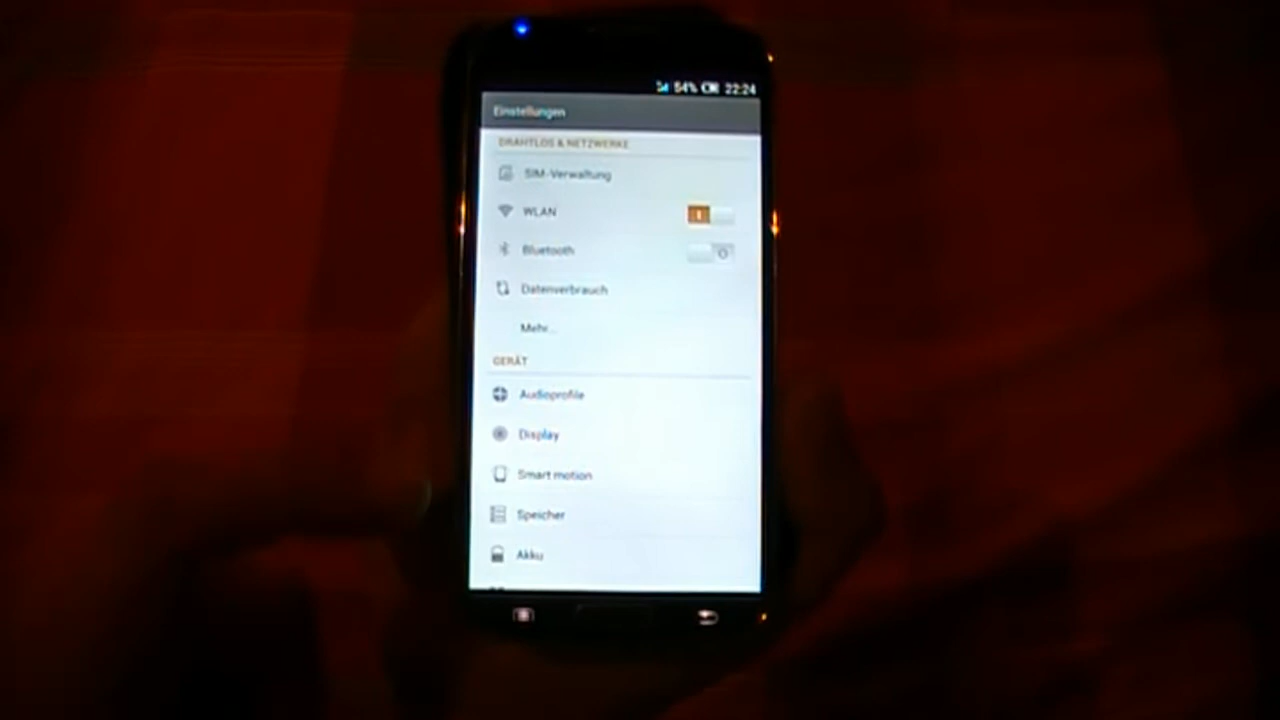 54% 22:24
Einstellungen
DRAHTLOS & NETZWERKE
SIM-Verwaltung
WLAN
Bluetooth
Datenverbrauch
Mehr...
GERÄT
Audioprofile
Display
Smart motion
Speicher
Akku